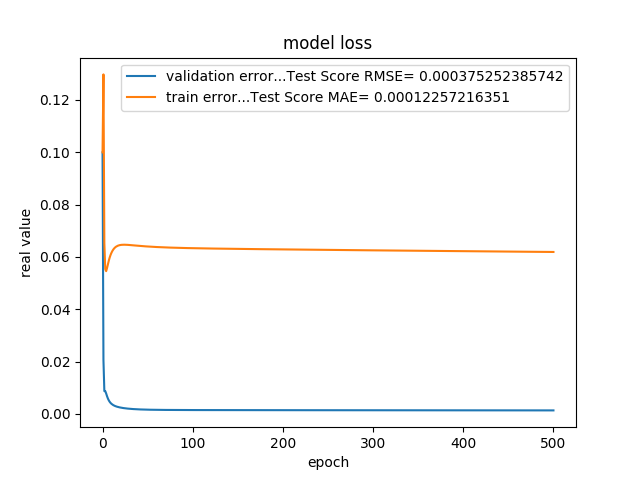 model loss
validation error...Test Score RMSE= 0.000375252385742
train error...Test Score MAE= 0.00012257216351
0.12
0.10
0.08
0.06
0.04
0.02
0.00
real value
0 100 200 300 400 500
epoch